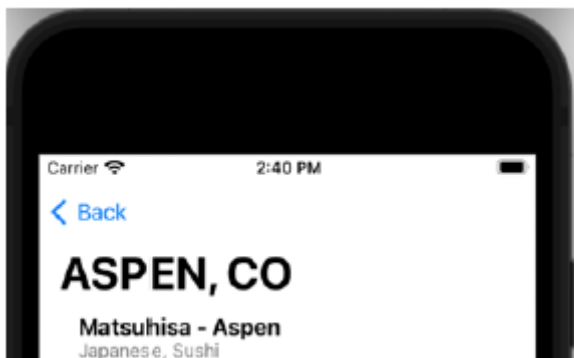 Carrier 2:40 PM
Back
ASPEN, CO
Matsuhisa - Aspen
Japanese, Sushi